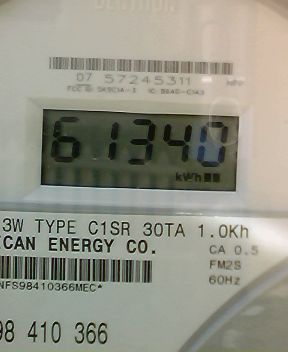 07 57245311
61340
kWh
3W TYPE C1SR 30TA 1.0Kh
ICAN ENERGY CO.
CA 0.5
FM2S
60Hz
NFS98410366MEC*
98 410 366